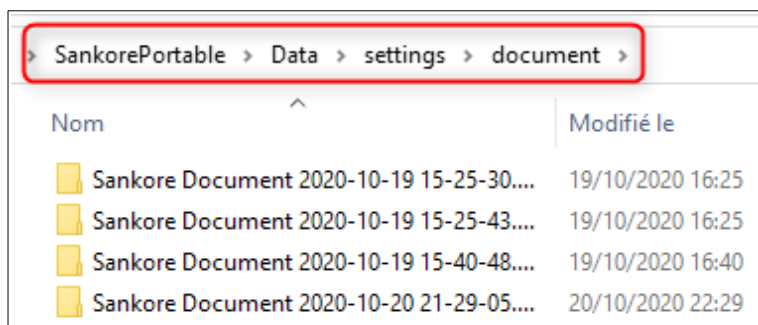 SankorePortable > Data > settings > document >
Nom Modifié le
Sankore Document 2020-10-19 15-25-30.... 19/10/2020 16:25
Sankore Document 2020-10-19 15-25-43.... 19/10/2020 16:25
Sankore Document 2020-10-19 15-40-48.... 19/10/2020 16:40
Sankore Document 2020-10-20 21-29-05.... 20/10/2020 22:29